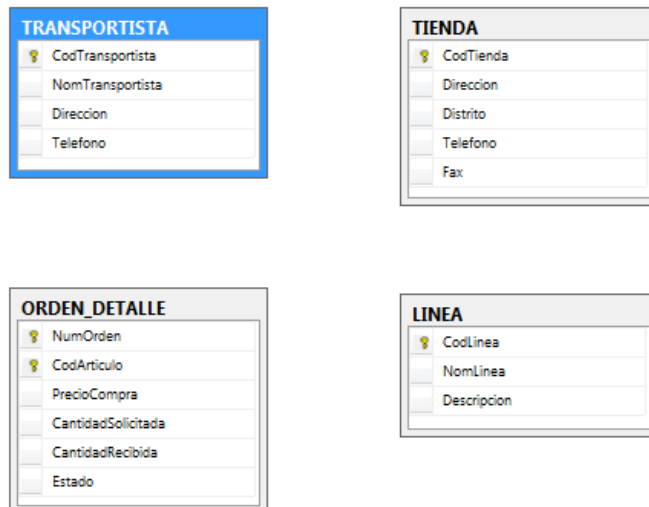 TRANSPORTISTA
CodTransportista
NomTransportista
Direccion
Telefono
TIENDA
CodTienda
Direccion
Distrito
Telefono
Fax
ORDEN_DETALLE
NumOrden
CodArticulo
PrecioCompra
CantidadSolicitada
CantidadRecibida
Estado
LINEA
CodLinea
NomLinea
Descripcion